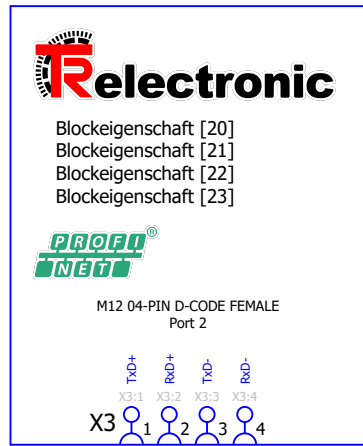 TRelectronic
Blockeigenschaft [20]
Blockeigenschaft [21]
Blockeigenschaft [22]
Blockeigenschaft [23]
PROFI®
NET
M12 04-PIN D-CODE FEMALE
Port 2
TxD+ RxD+ TxD- RxD-
X3:1 X3:2 X3:3 X3:4
X3 1 2 3 4